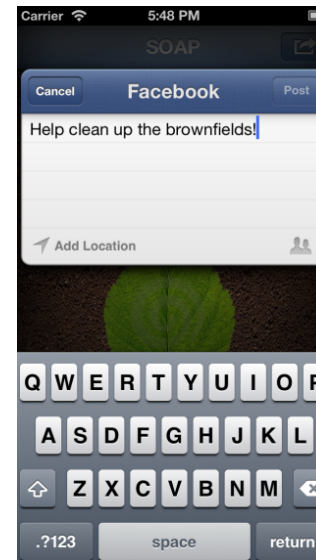 Carrier 5:48 PM
SOAP
Cancel Facebook Post
Help clean up the brownfields!
Add Location
Q W E R T Y U I O P
A S D F G H J K L
Z X C V B N M
.?123 space return